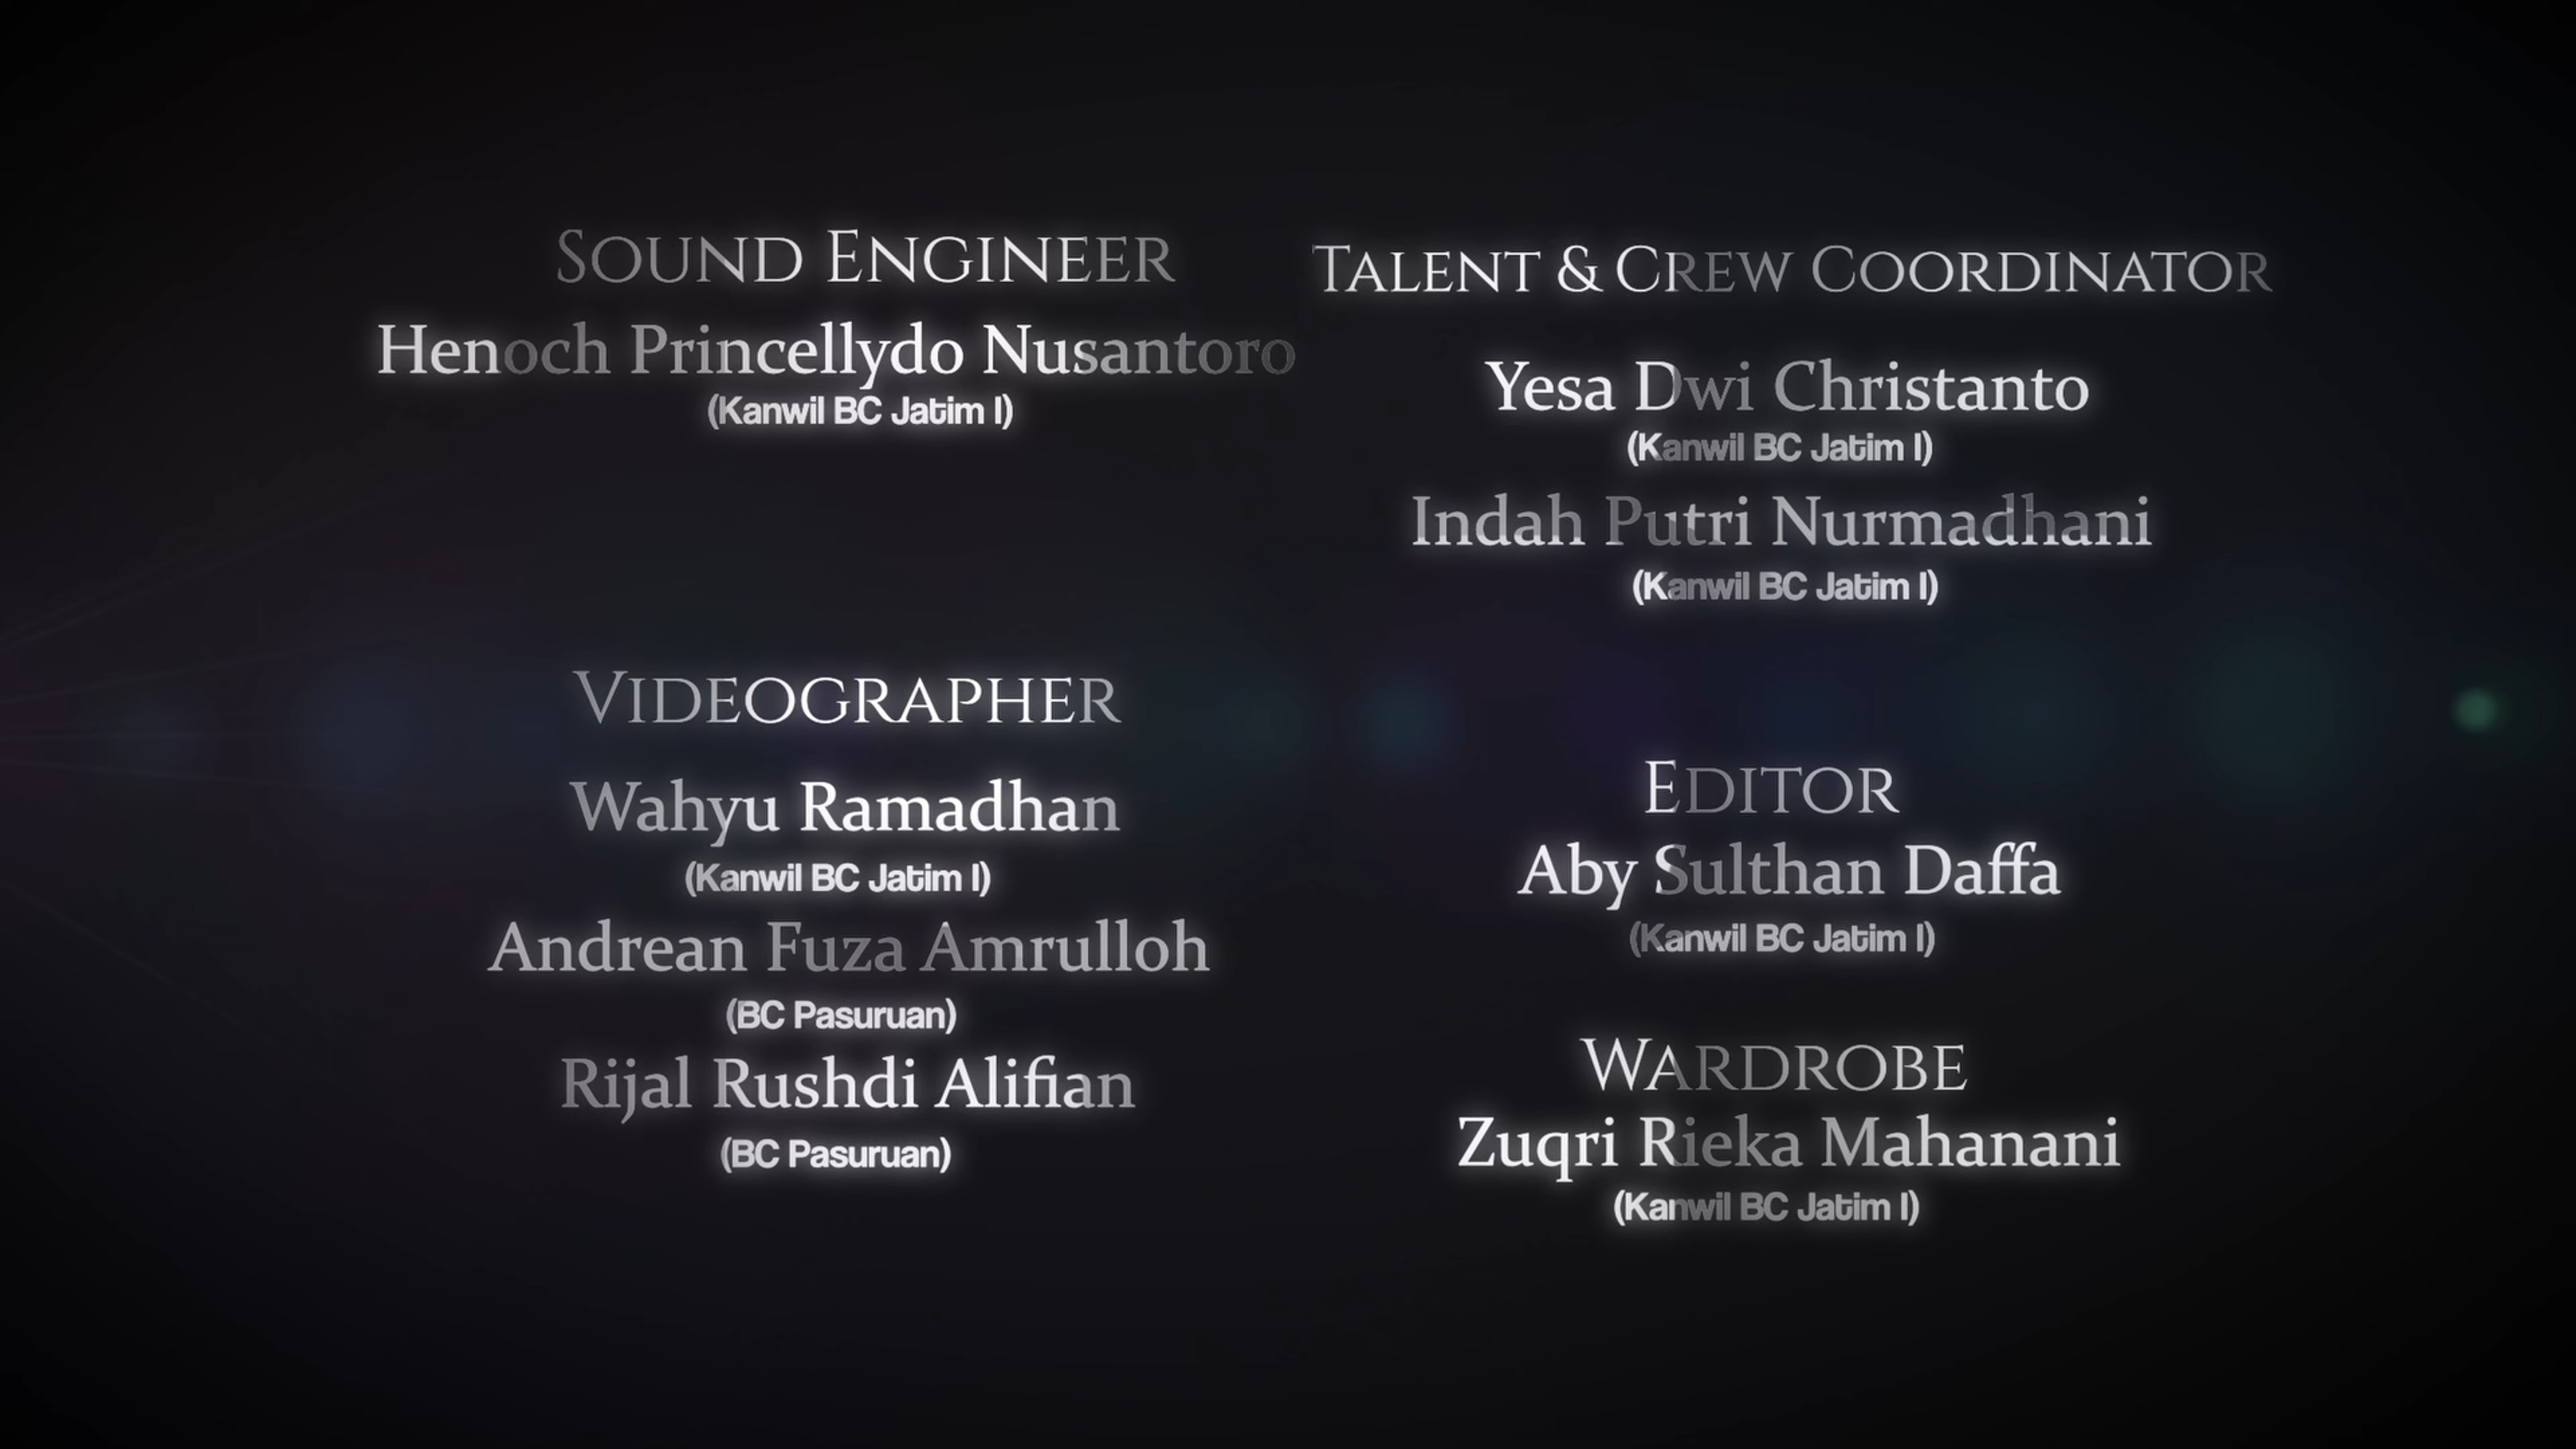 Sound Engineer
Henoch Princellydo Nusantoro
(Kanwil BC Jatim I)
Videographer
Wahyu Ramadhan
(Kanwil BC Jatim I)
Andrean Fuza Amrulloh
(BC Pasuruan)
Rijal Rushdi Alifian
(BC Pasuruan)
Talent & Crew Coordinator
Yesa Dwi Christanto
(Kanwil BC Jatim I)
Indah Putri Nurmadhani
(Kanwil BC Jatim I)
Editor
Aby Sulthan Daffa
(Kanwil BC Jatim I)
Wardrobe
Zuqri Rieka Mahanani
(Kanwil BC Jatim I)